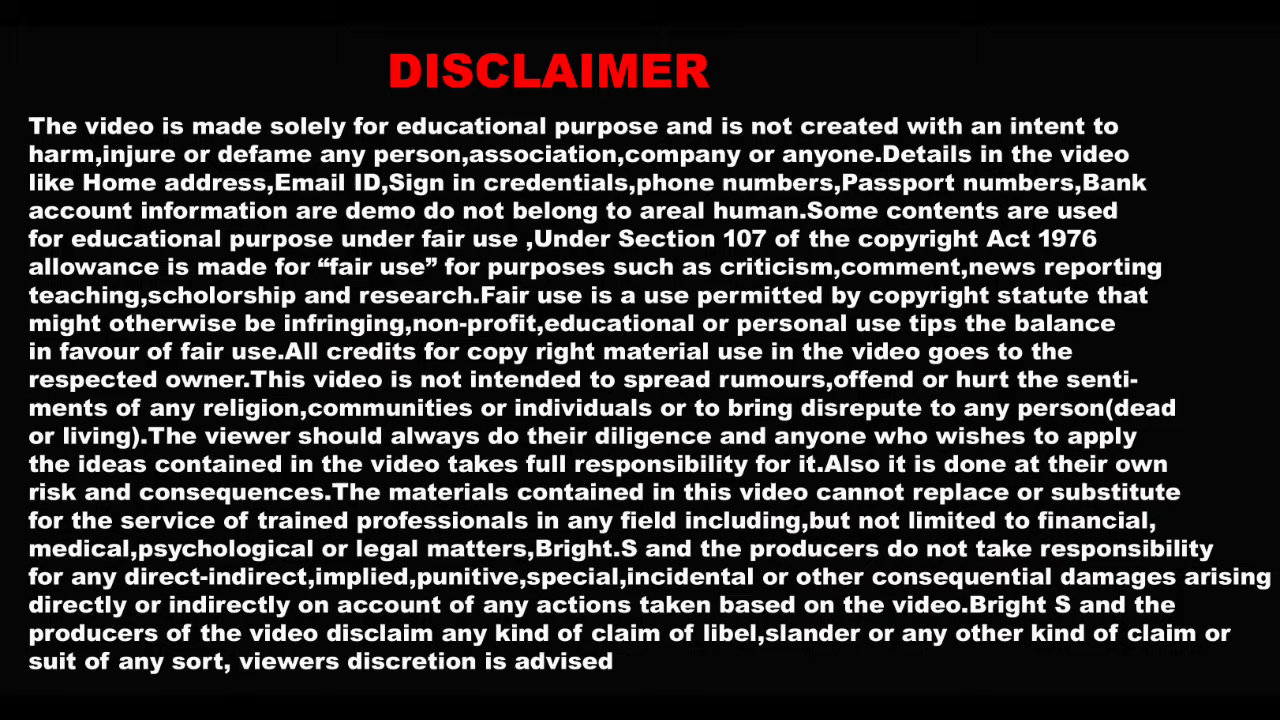 DISCLAIMER
The video is made solely for educational purpose and is not created with an intent to
harm,injure or defame any person,association,company or anyone.Details in the video
like Home address,Email ID,Sign in credentials,phone numbers,Passport numbers,Bank
account information are demo do not belong to areal human.Some contents are used
for educational purpose under fair use ,Under Section 107 of the copyright Act 1976
allowance is made for “fair use” for purposes such as criticism,comment,news reporting
teaching,scholorship and research.Fair use is a use permitted by copyright statute that
might otherwise be infringing,non-profit,educational or personal use tips the balance
in favour of fair use.All credits for copy right material use in the video goes to the
respected owner.This video is not intended to spread rumours,offend or hurt the senti-
ments of any religion,communities or individuals or to bring disrepute to any person(dead
or living).The viewer should always do their diligence and anyone who wishes to apply
the ideas contained in the video takes full responsibility for it.Also it is done at their own
risk and consequences.The materials contained in this video cannot replace or substitute
for the service of trained professionals in any field including,but not limited to financial,
medical,psychological or legal matters,Bright.S and the producers do not take responsibility
for any direct-indirect,implied,punitive,special,incidental or other consequential damages arising
directly or indirectly on account of any actions taken based on the video.Bright S and the
producers of the video disclaim any kind of claim of libel,slander or any other kind of claim or
suit of any sort, viewers discretion is advised